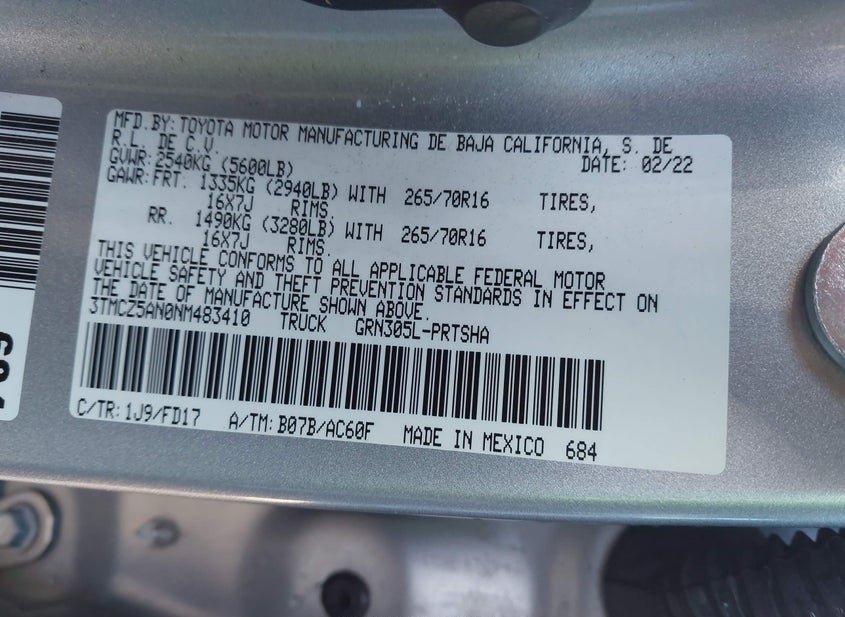 MFD.BY:TOYOTA MOTOR MANUFACTURING DE BAJA CALIFORNIA, S. DE
R.L. DE C.V.
DATE: 02/22
GVWR:2540KG (5600LB)
GAWR:FRT. 1335KG (2940LB) WITH 265/70R16 TIRES,
16X7J RIMS.
RR. 1490KG (3280LB) WITH 265/70R16 TIRES,
16X7J RIMS.
THIS VEHICLE CONFORMS TO ALL APPLICABLE FEDERAL MOTOR
VEHICLE SAFETY AND THEFT PREVENTION STANDARDS IN EFFECT ON
THE DATE OF MANUFACTURE SHOWN ABOVE.
3TMCZ5AN0NM483410 TRUCK GRN305L-PRTSHA
C/TR:1J9/FD17 A/TM:B07B/AC60F MADE IN MEXICO 684